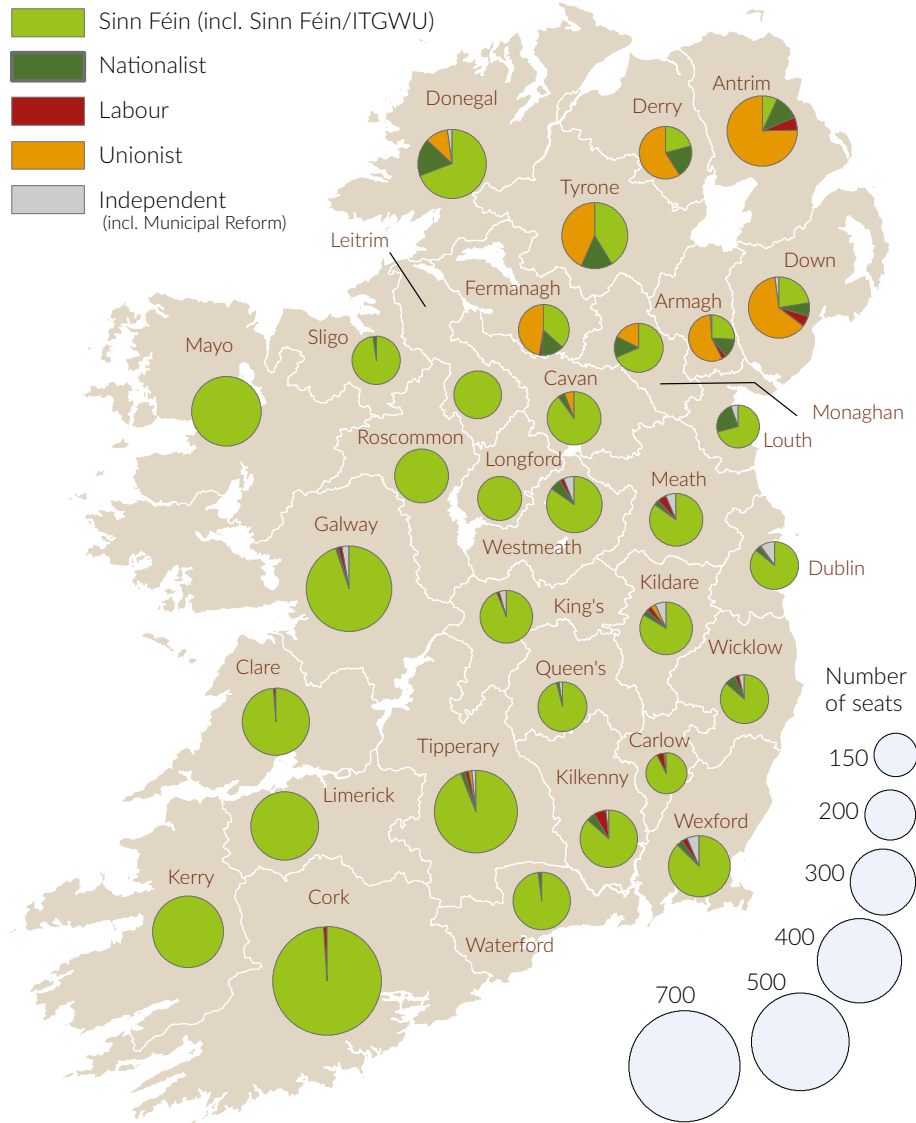 Sinn Féin (incl. Sinn Féin/ITGWU)
Nationalist
Labour
Unionist
Independent
(incl. Municipal Reform)
Donegal
Derry
Antrim
Tyrone
Leitrim
Down
Fermanagh
Armagh
Sligo
Mayo
Cavan
Monaghan
Louth
Roscommon
Longford
Meath
Galway
Westmeath
Dublin
Kildare
King's
Wicklow
Clare
Queen's
Number
of seats
Carlow
Tipperary
150
Kilkenny
Limerick
200
Wexford
Kerry
300
Cork
Waterford
400
500
700